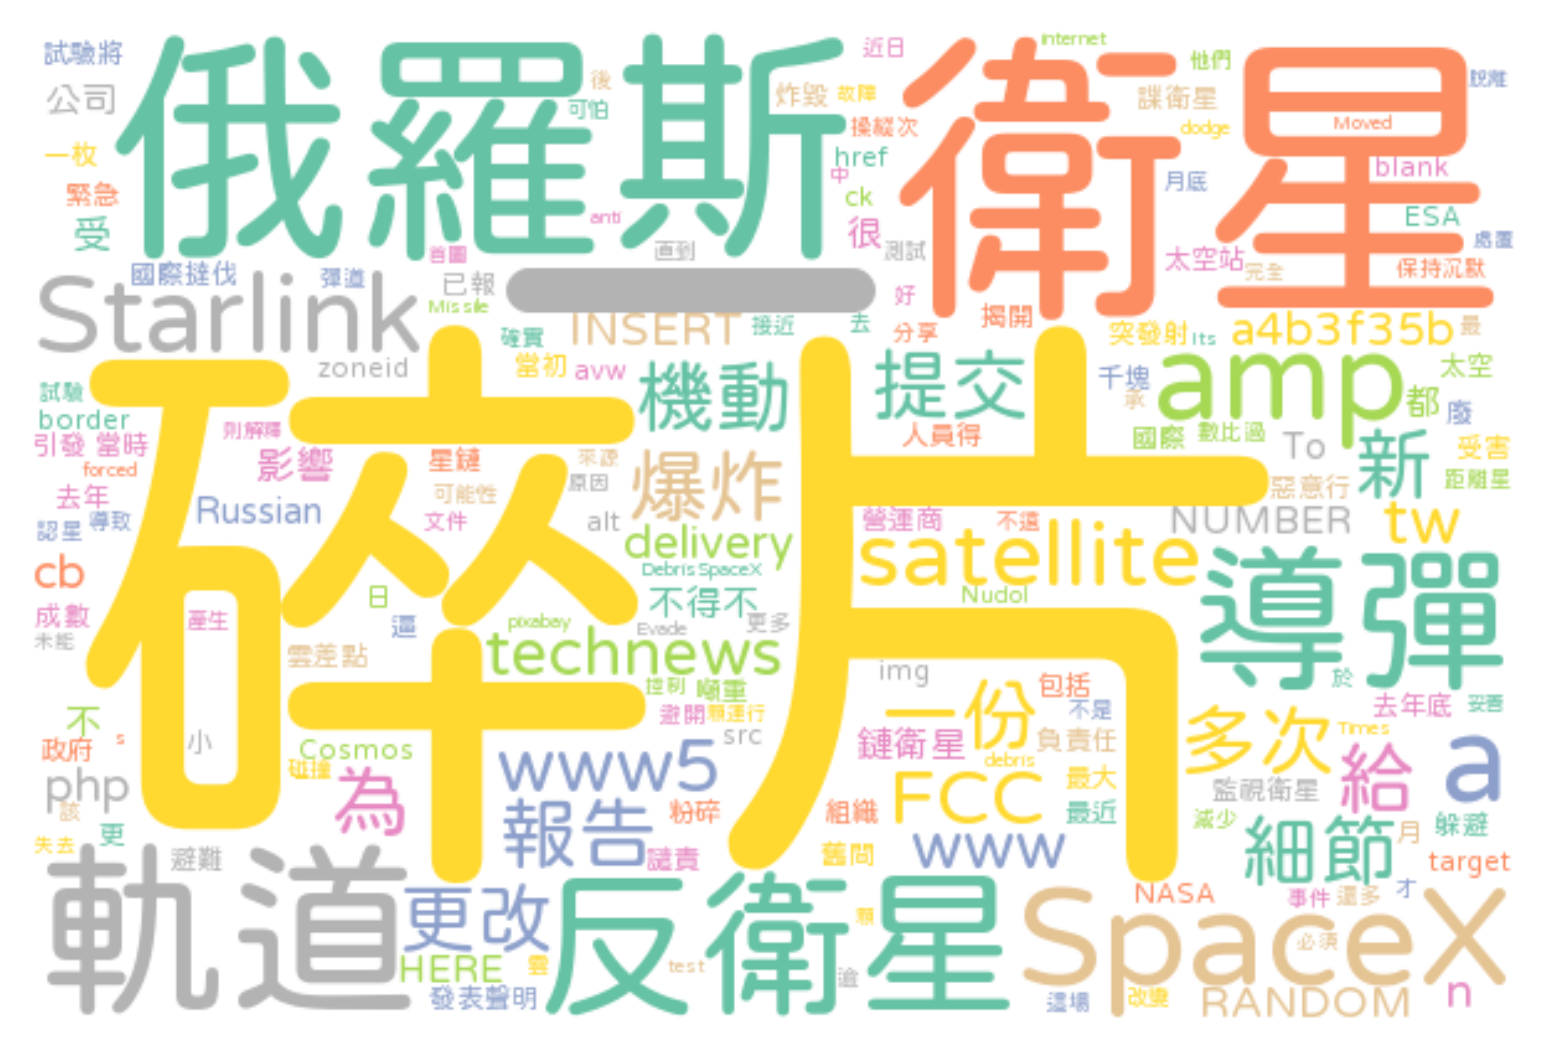 試驗將
俄羅斯
後
近日
internet
他們
衛星
脫離
公司
可怕
炸毀
故障
諜衛星
一枚
操縱次
dodge
Moved
href
blank
緊急
中
ck
月底
受
anti
很
ESA
首圖
直到
測試
太空站
處置
國際撻伐
彈道
已報
一
完全
保持沉默
Starlink
Missile
好
INSERT
接近
去
揭開
確實
分享
突發射
Its
a4b3f35b
最
zoneid
當初
avw
機動
提交
千塊
amp
太空
試驗
承
都
廢
border
碎片
則解釋
人員得
國際
數比過
To
引發
當時
影響
星鏈
來源
爆炸
新
受害
forced
原因
距離星
去年
可能性
惡意行
Russian
文件
alt
營運商
不遠
NUMBER
tw
認星
導致
delivery
satellite
導彈
cb
Debris SpaceX
日
不得不
Nudol
成數
產生
pixabay
Evade
更多
未能
逼
technews
雲差點
img
控制
噸重
包括
於
不
避開
願運行
一份
不是
去年底
妥善
政府
s
小
src
鏈衛星
負責任
多次
Times
Cosmos
www5
debris
給
a
php
碰撞
為
FCC
最大
監視衛星
該
報告
粉碎
組織
最近
減少
細節
月
躲避
更
www
失去
避難
譴責
舊問
target
軌道
更改
反衛星
NASA
事件
還多
才
SpaceX
願
必須
HERE
雲
test
逾
發表聲明
這場
改變
RANDOM
n